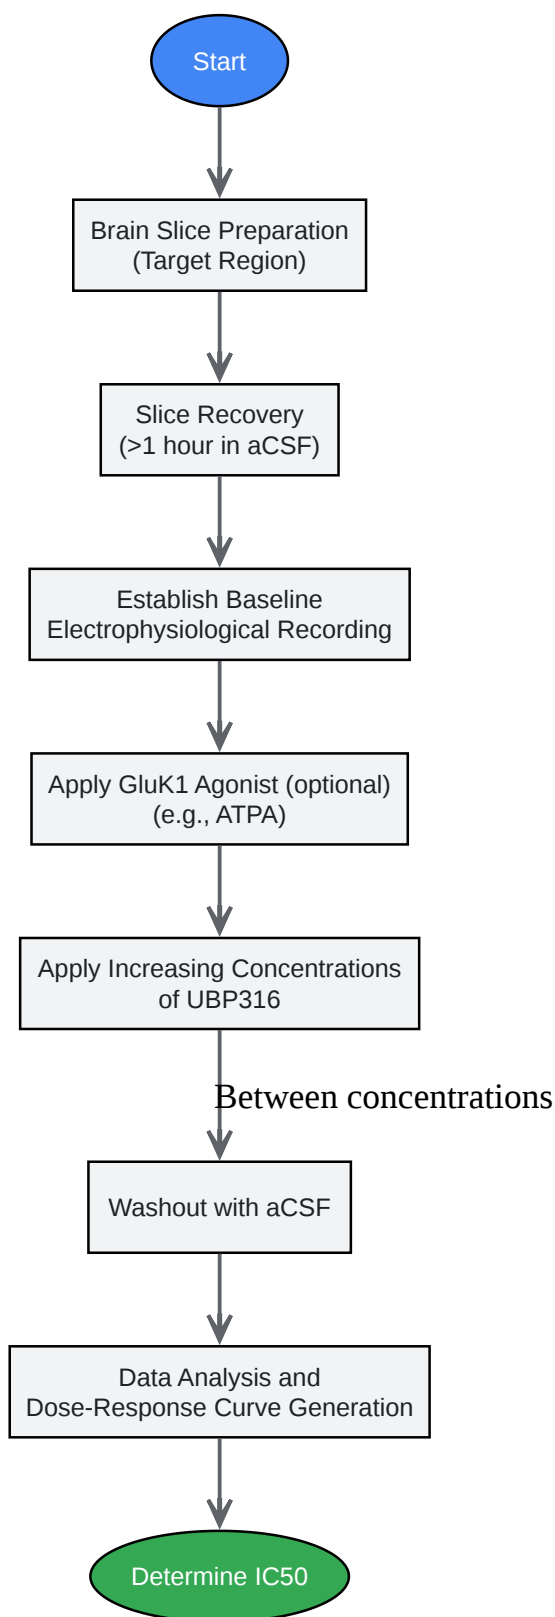 Start
Brain Slice Preparation
(Target Region)
Slice Recovery
(>1 hour in aCSF)
Establish Baseline
Electrophysiological Recording
Apply GluK1 Agonist (optional)
(e.g., ATPA)
Apply Increasing Concentrations
of UBP316
Between concentrations
Washout with aCSF
Data Analysis and
Dose-Response Curve Generation
Determine IC50